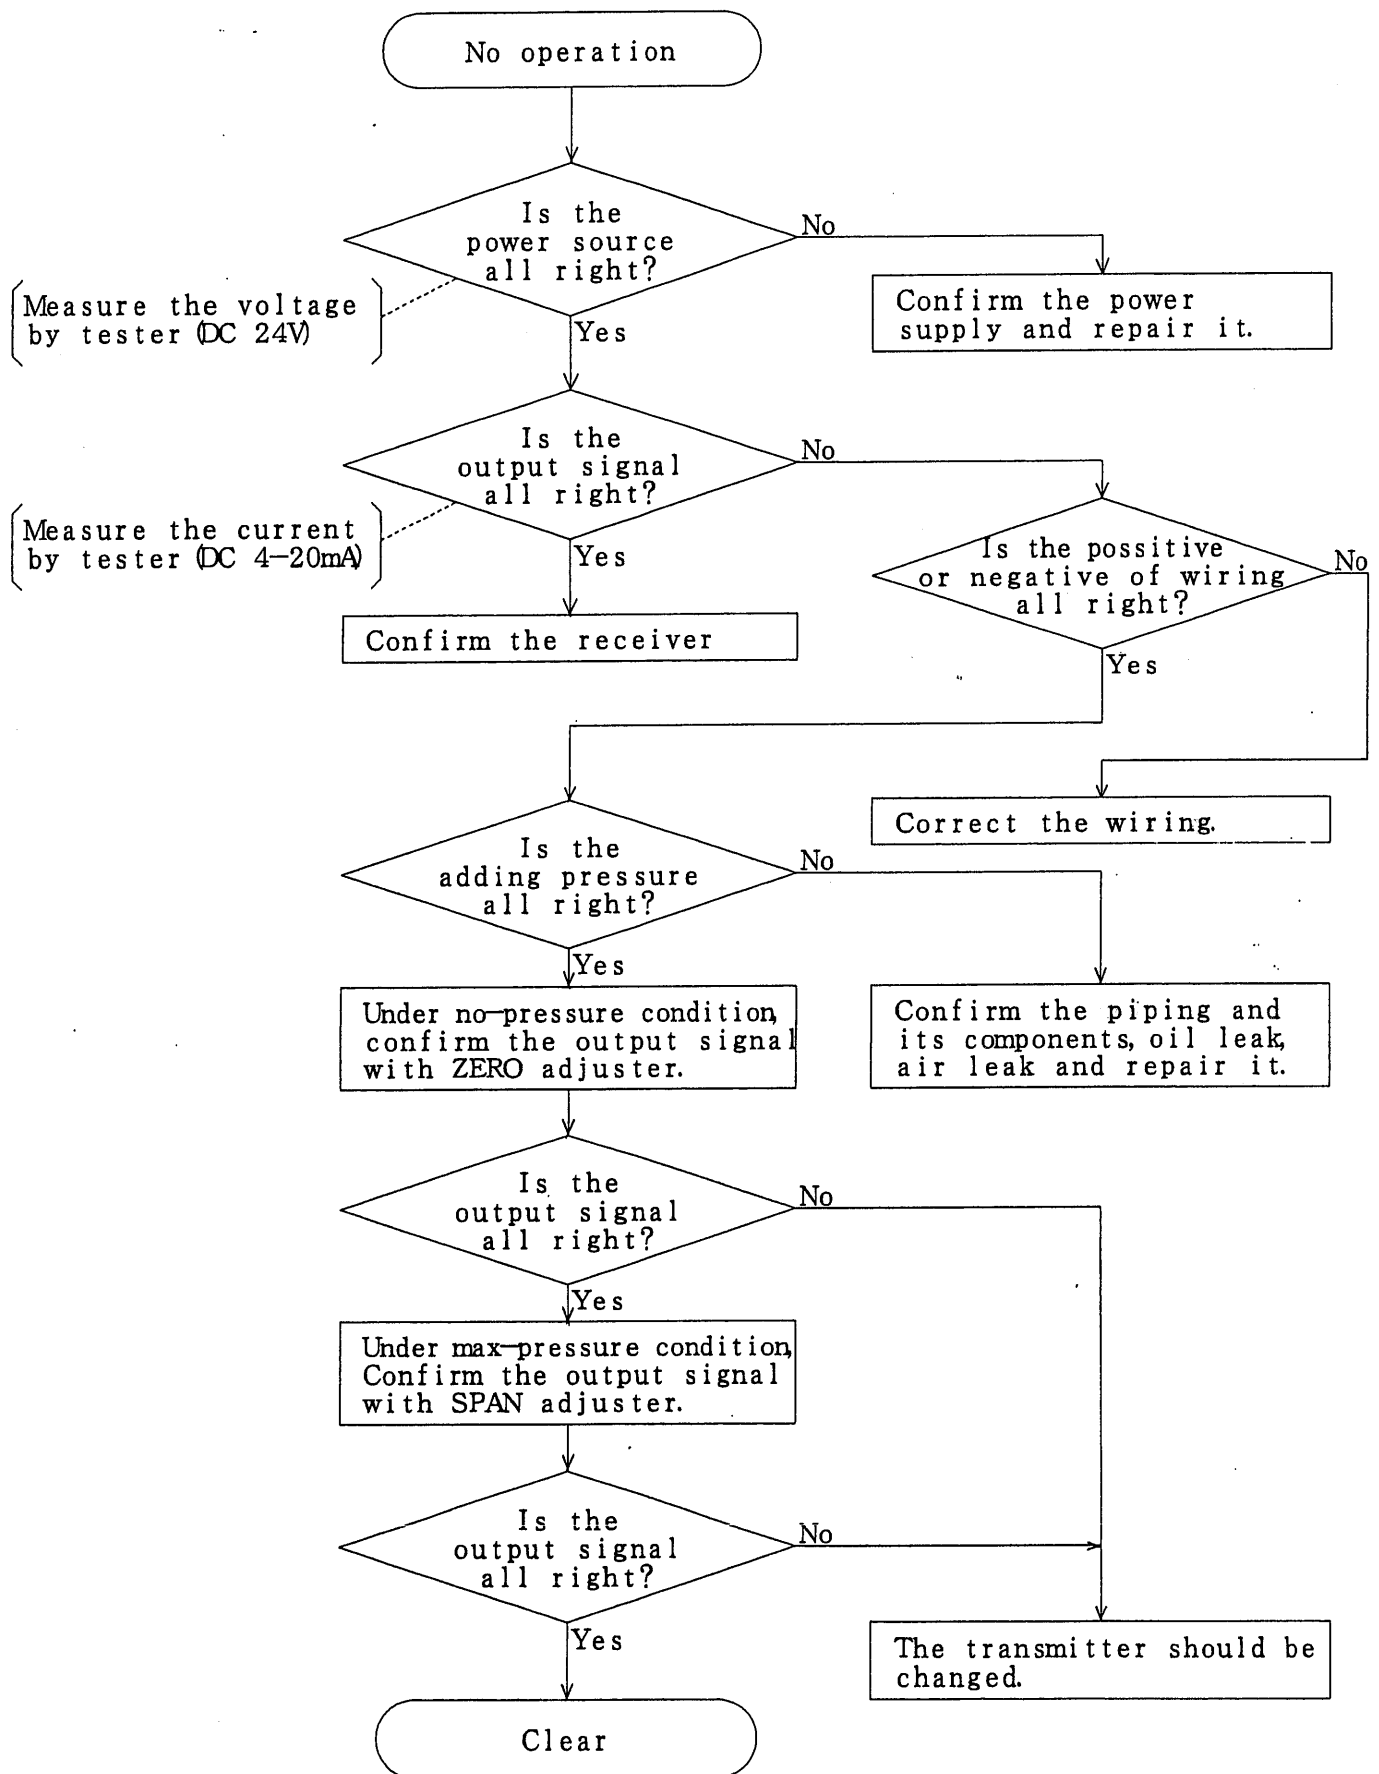 No operation
Is the
power source
all right?
No
Measure the voltage
by tester (DC 24V)
Confirm the power
supply and repair it.
Yes
Is the
output signal
all right?
No
Measure the current
by tester (DC 4-20mA)
Is the possitive
or negative of wiring
all right?
No
Yes
Confirm the receiver
Yes
Correct the wiring.
Is the
adding pressure
all right?
No
Yes
Under no-pressure condition,
confirm the output signal
with ZERO adjuster.
Confirm the piping and
its components, oil leak,
air leak and repair it.
Is the
output signal
all right?
No
Yes
Under max-pressure condition,
Confirm the output signal
with SPAN adjuster.
Is the
output signal
all right?
No
Yes
The transmitter should be
changed.
Clear